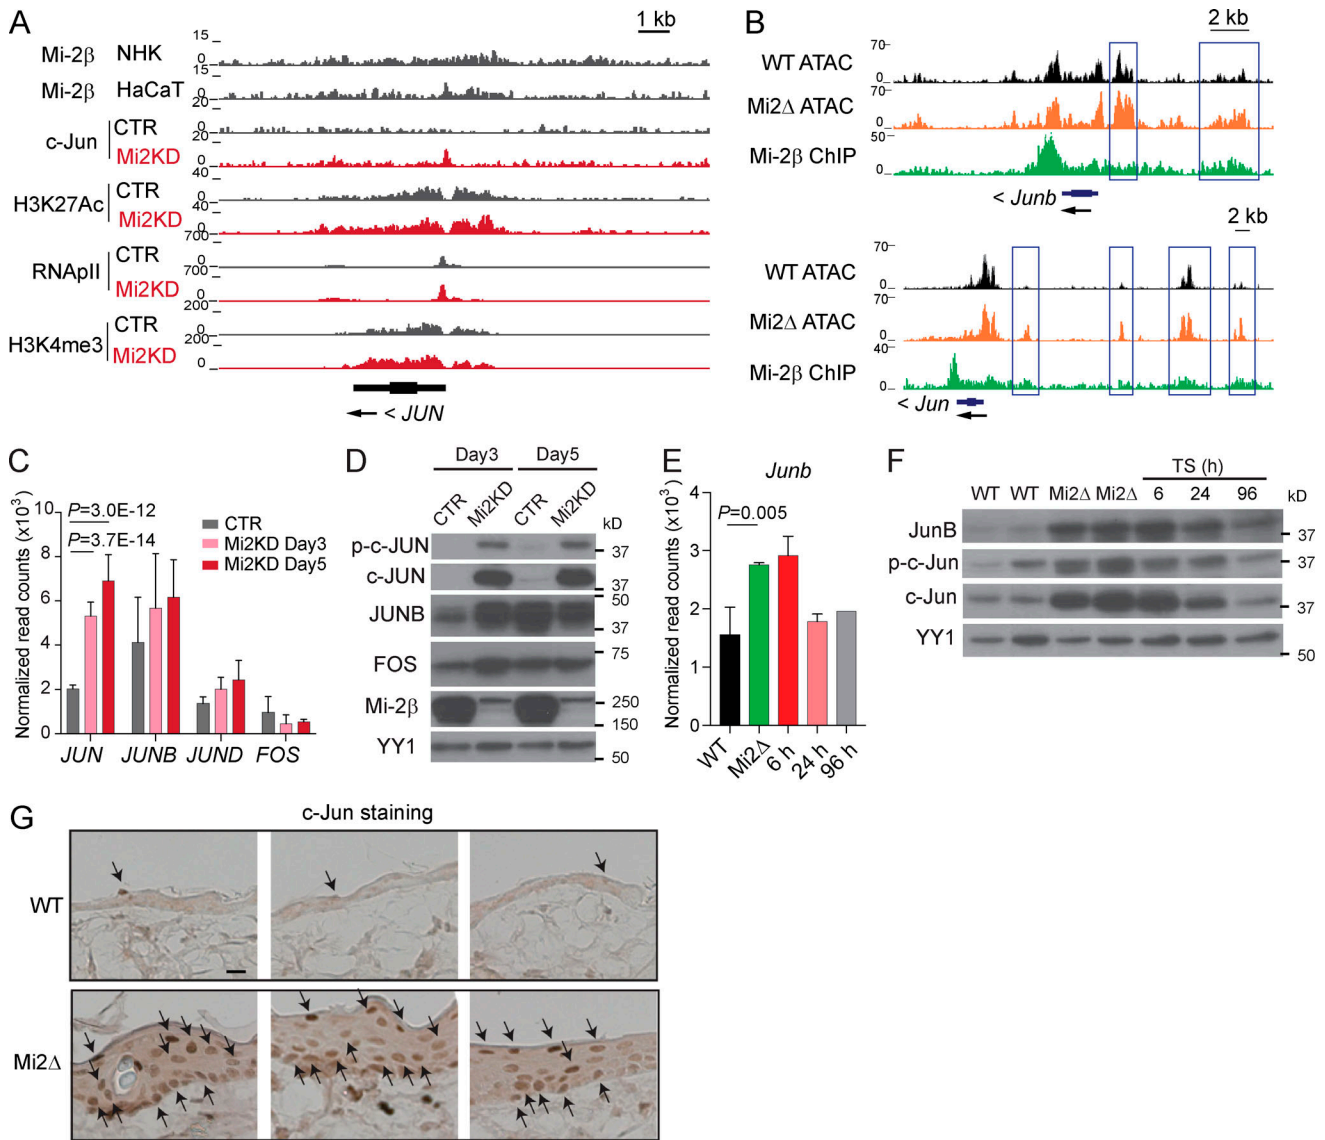 A
1 kb
Mi-2β NHK
15
0
Mi-2β HaCaT
15
0
c-Jun
CTR
20
0
Mi2KD
20
0
H3K27Ac
CTR
40
0
Mi2KD
40
0
RNApII
CTR
700
0
Mi2KD
700
0
H3K4me3
CTR
200
0
Mi2KD
200
0
< JUN
B
2 kb
WT ATAC
70
0
Mi2Δ ATAC
70
0
Mi-2β ChIP
50
0
< Junb
2 kb
WT ATAC
70
0
Mi2Δ ATAC
70
0
Mi-2β ChIP
40
0
< Jun
C
Normalized read counts (x10³)
10
8
6
4
2
0
P=3.0E-12
P=3.7E-14
CTR
Mi2KD Day3
Mi2KD Day5
JUN JUNB JUND FOS
D
Day3 Day5
CTR Mi2KD CTR Mi2KD
kD
p-c-JUN
37
c-JUN
37
50
JUNB
37
75
FOS
Mi-2β
250
150
YY1
50
E
Junb
Normalized read counts (x10³)
4
3
2
1
0
P=0.005
WT Mi2Δ 6 h 24 h 96 h
F
TS (h)
WT WT Mi2Δ Mi2Δ 6 24 96 kD
JunB
37
p-c-Jun
37
c-Jun
37
YY1
50
G
c-Jun staining
WT
Mi2Δ